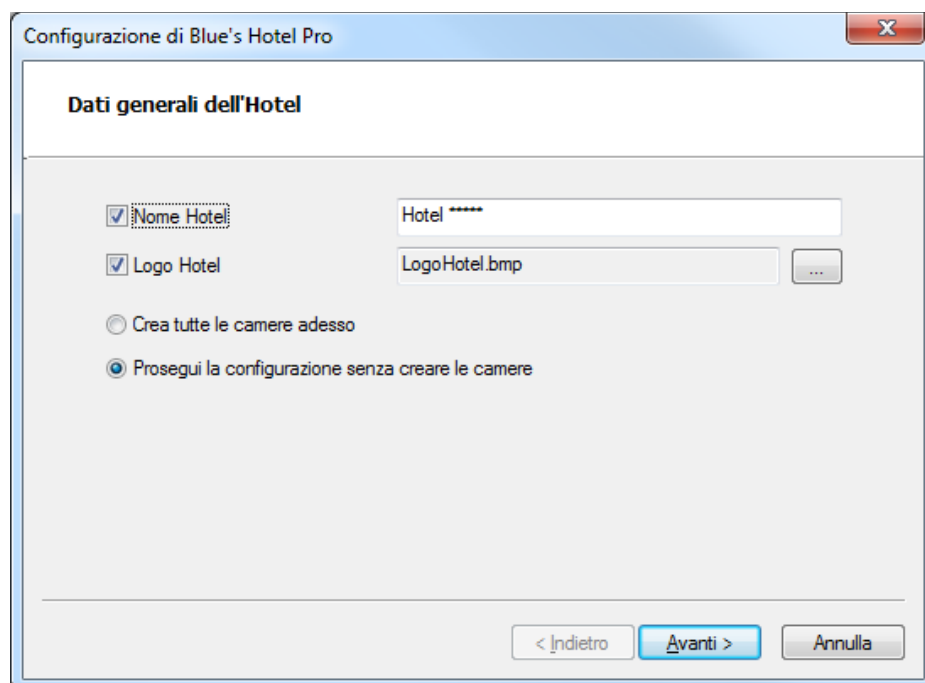 Configurazione di Blue's Hotel Pro
Dati generali dell'Hotel
Nome Hotel
Hotel *****
Logo Hotel
LogoHotel.bmp
...
Crea tutte le camere adesso
Prosegui la configurazione senza creare le camere
< Indietro
Avanti >
Annulla